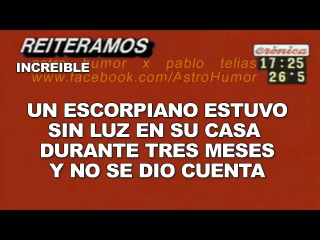 REITERAMOS
astro humor x pablo telias
Crónica
17:25
INCREIBLE
www.facebook.com/AstroHumor
26°5
UN ESCORPIANO ESTUVO
SIN LUZ EN SU CASA
DURANTE TRES MESES
Y NO SE DIO CUENTA